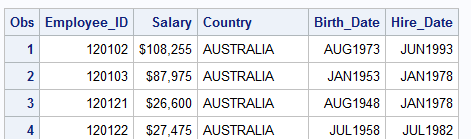 Obs Employee_ID Salary Country Birth_Date Hire_Date
1 120102 $108,255 AUSTRALIA AUG1973 JUN1993
2 120103 $87,975 AUSTRALIA JAN1953 JAN1978
3 120121 $26,600 AUSTRALIA AUG1948 JAN1978
4 120122 $27,475 AUSTRALIA JUL1958 JUL1982